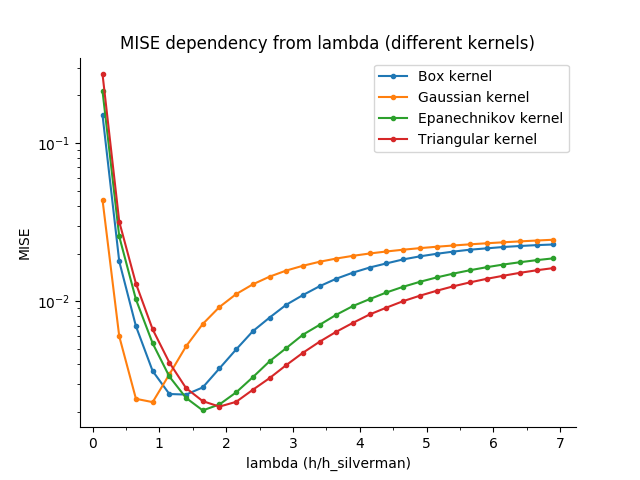 MISE dependency from lambda (different kernels)
Box kernel
Gaussian kernel
Epanechnikov kernel
Triangular kernel
10⁻¹
10⁻²
MISE
0 1 2 3 4 5 6 7
lambda (h/h_silverman)